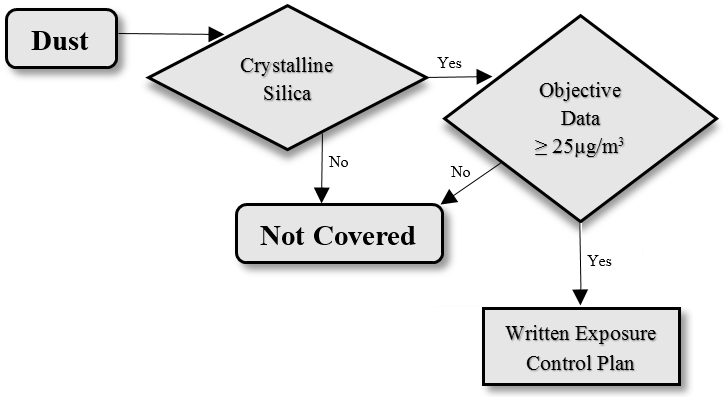 Dust
Crystalline
Silica
Yes
Objective
Data
≥ 25µg/m³
No
No
Not Covered
Yes
Written Exposure
Control Plan